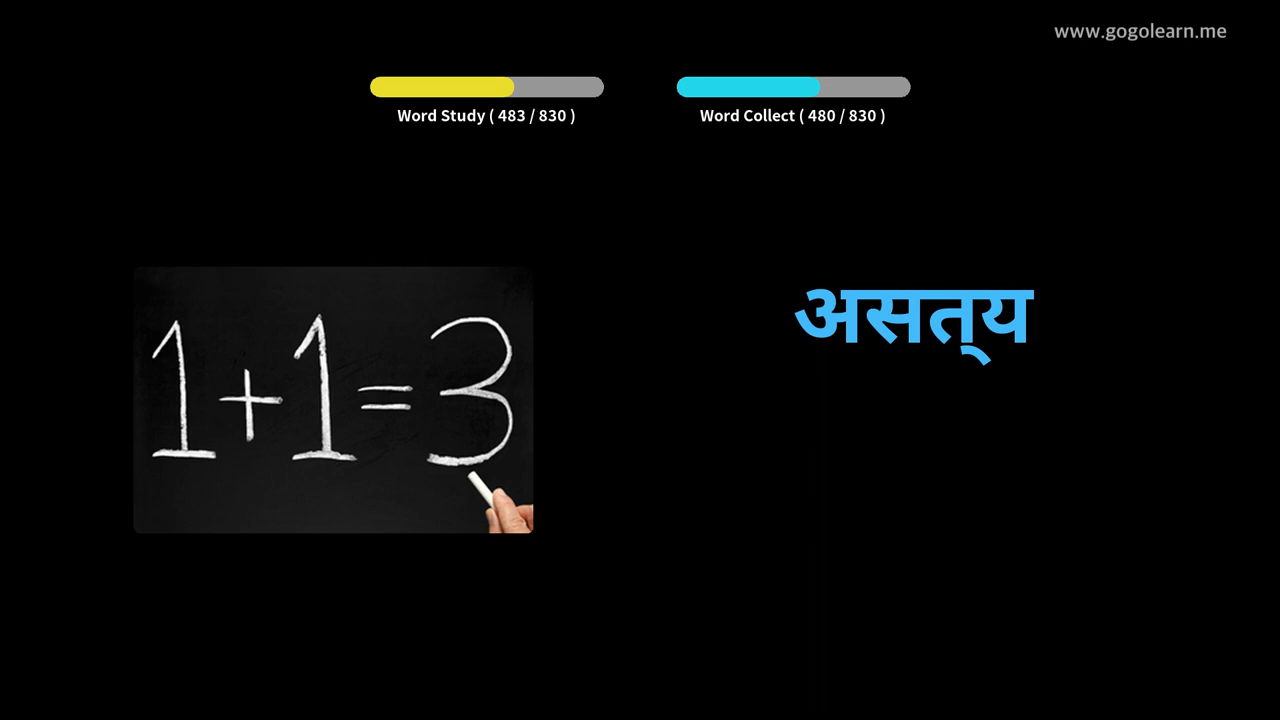 www.gogolearn.me
Word Study ( 483 / 830 )
Word Collect ( 480 / 830 )
असत्‌य
1+1=3